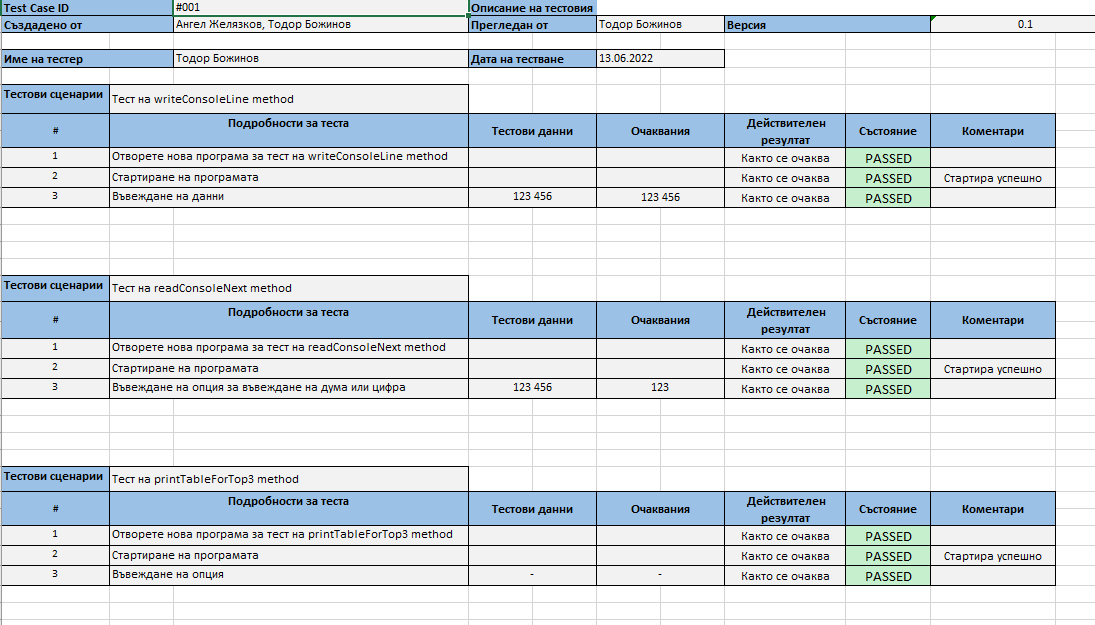 Test Case ID #001 Описание на тестовия
Създадено от Ангел Желязков, Тодор Божинов Прегледан от Тодор Божинов Версия 0.1
Име на тестер Тодор Божинов Дата на тестване 13.06.2022
Тестови сценарии Тест на writeConsoleLine method
# Подробности за теста Тестови данни Очаквания Действителен резултат Състояние Коментари
1 Отворете нова програма за тест на writeConsoleLine method Както се очаква PASSED
2 Стартиране на програмата Както се очаква PASSED Стартира успешно
3 Въвеждане на данни 123 456 123 456 Както се очаква PASSED
Тестови сценарии Тест на readConsoleNext method
# Подробности за теста Тестови данни Очаквания Действителен резултат Състояние Коментари
1 Отворете нова програма за тест на readConsoleNext method Както се очаква PASSED
2 Стартиране на програмата Както се очаква PASSED Стартира успешно
3 Въвеждане на опция за въвеждане на дума или цифра 123 456 123 Както се очаква PASSED
Тестови сценарии Тест на printTableForTop3 method
# Подробности за теста Тестови данни Очаквания Действителен резултат Състояние Коментари
1 Отворете нова програма за тест на printTableForTop3 method Както се очаква PASSED
2 Стартиране на програмата Както се очаква PASSED Стартира успешно
3 Въвеждане на опция - - Както се очаква PASSED